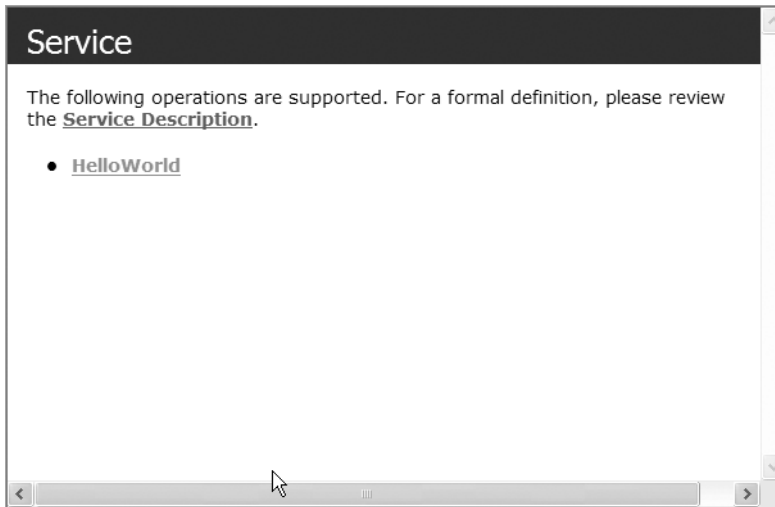 Service
The following operations are supported. For a formal definition, please review
the Service Description.
• HelloWorld